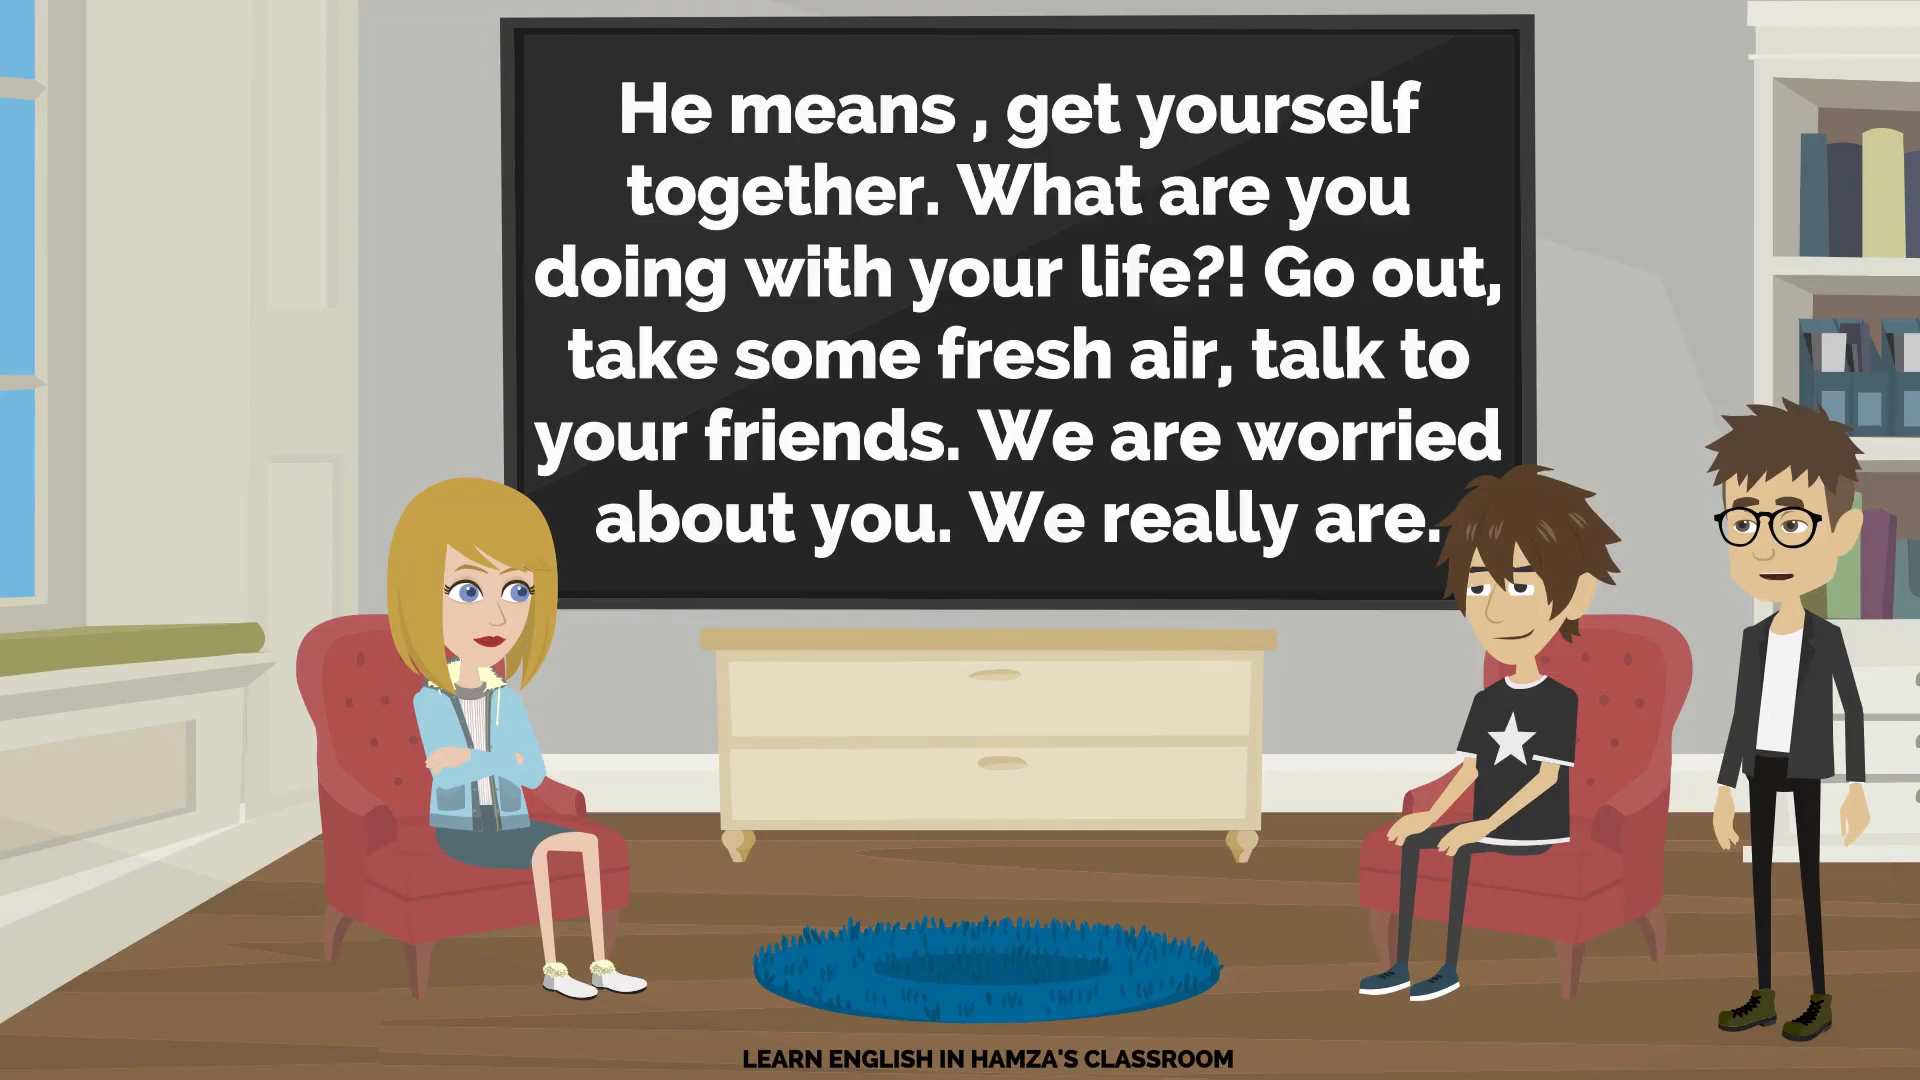 He means , get yourself
together. What are you
doing with your life?! Go out,
take some fresh air, talk to
your friends. We are worried
about you. We really are.
LEARN ENGLISH IN HAMZA'S CLASSROOM